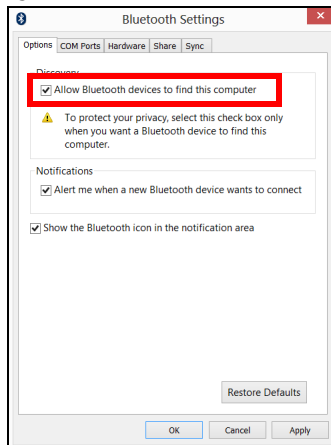 Bluetooth Settings
Options COM Ports Hardware Share Sync
Discovery
Allow Bluetooth devices to find this computer
To protect your privacy, select this check box only
when you want a Bluetooth device to find this
computer.
Notifications
Alert me when a new Bluetooth device wants to connect
Show the Bluetooth icon in the notification area
Restore Defaults
OK Cancel Apply